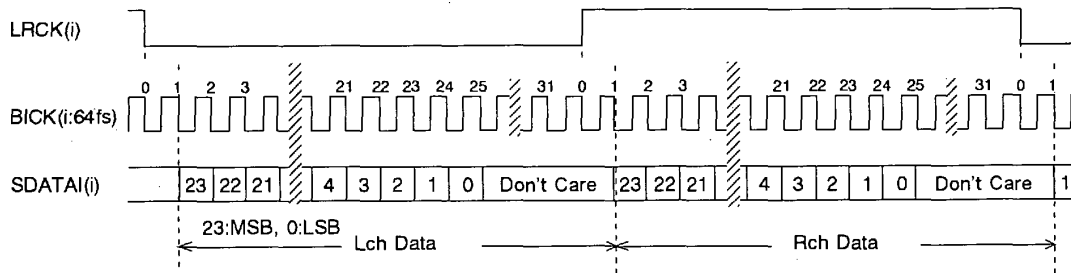 LRCK(i)
0 1 2 3 21 22 23 24 25 31 0 1 2 3 21 22 23 24 25 31 0 1
BICK(i:64fs)
SDATAI(i) 23 22 21 4 3 2 1 0 Don't Care 23 22 21 4 3 2 1 0 Don't Care 1
23:MSB, 0:LSB
Lch Data Rch Data